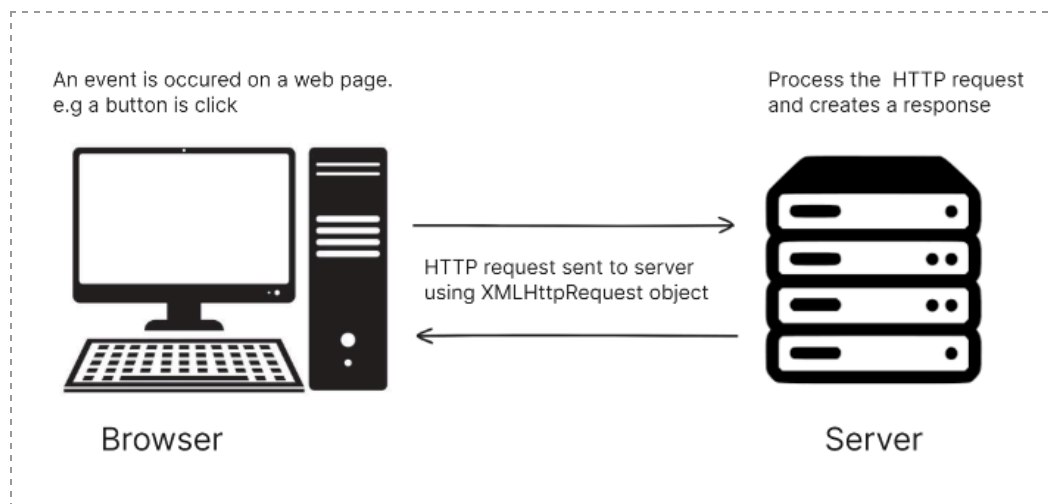 An event is occured on a web page.
e.g a button is click
Process the HTTP request
and creates a response
HTTP request sent to server
using XMLHttpRequest object
Browser
Server